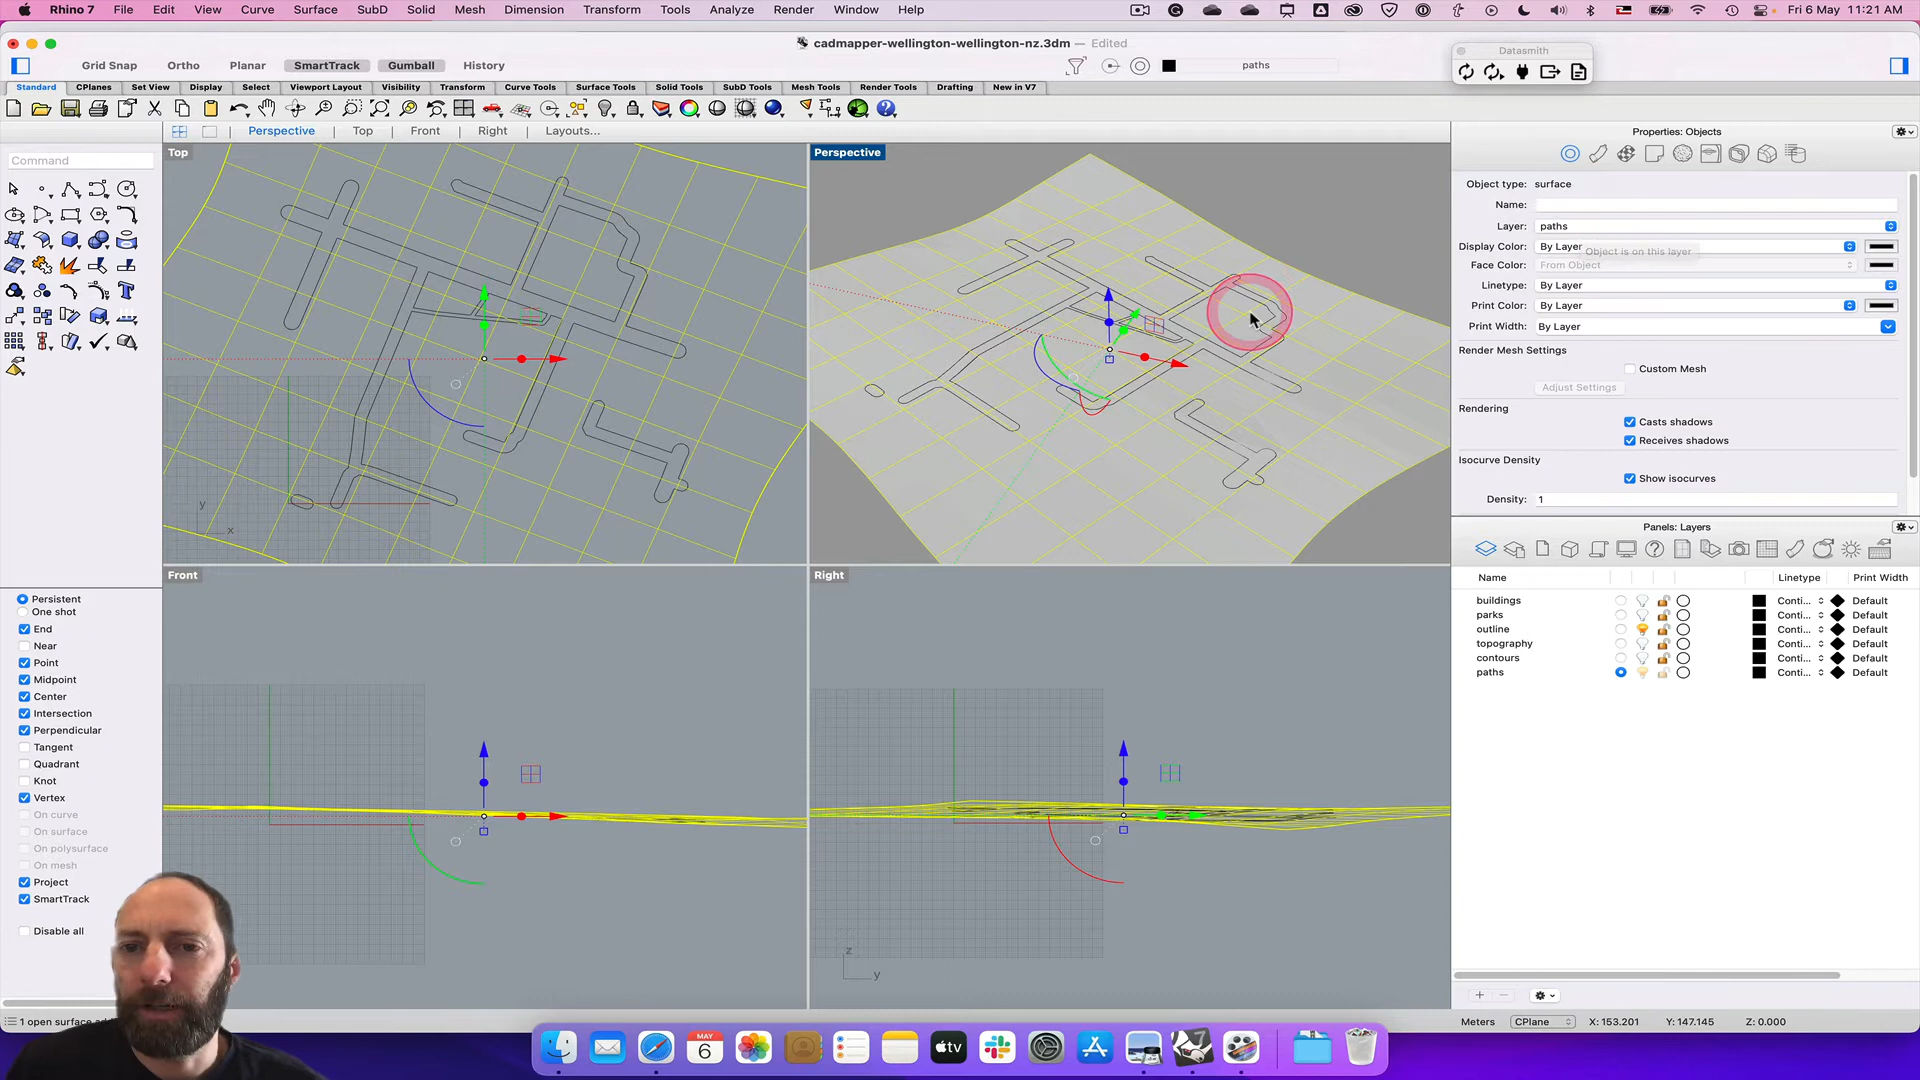 Rhino 7 File Edit View Curve Surface SubD Solid Mesh Dimension Transform Tools Analyze Render Window Help
Fri 6 May 11:21 AM
cadmapper-wellington-wellington-nz.3dm — Edited
Datasmith
Grid Snap Ortho Planar SmartTrack Gumball History
paths
Standard CPlanes Set View Display Select Viewport Layout Visibility Transform Curve Tools Surface Tools Solid Tools SubD Tools Mesh Tools Render Tools Drafting New in V7
Perspective Top Front Right Layouts...
Command
Top
Perspective
Front
Right
x
y
z
y
Persistent
One shot
End
Near
Point
Midpoint
Center
Intersection
Perpendicular
Tangent
Quadrant
Knot
Vertex
On curve
On surface
On polysurface
On mesh
Project
SmartTrack
Disable all
1 open surface ad
Properties: Objects
Object type: surface
Name:
Layer: paths
Display Color: By Layer
Object is on this layer
Face Color: From Object
Linetype: By Layer
Print Color: By Layer
Print Width: By Layer
Render Mesh Settings
Custom Mesh
Adjust Settings
Rendering
Casts shadows
Receives shadows
Isocurve Density
Show isocurves
Density: 1
Panels: Layers
Name Linetype Print Width
buildings Conti... Default
parks Conti... Default
outline Conti... Default
topography Conti... Default
contours Conti... Default
paths Conti... Default
Meters CPlane X: 153.201 Y: 147.145 Z: 0.000
MAY
6
tv
7